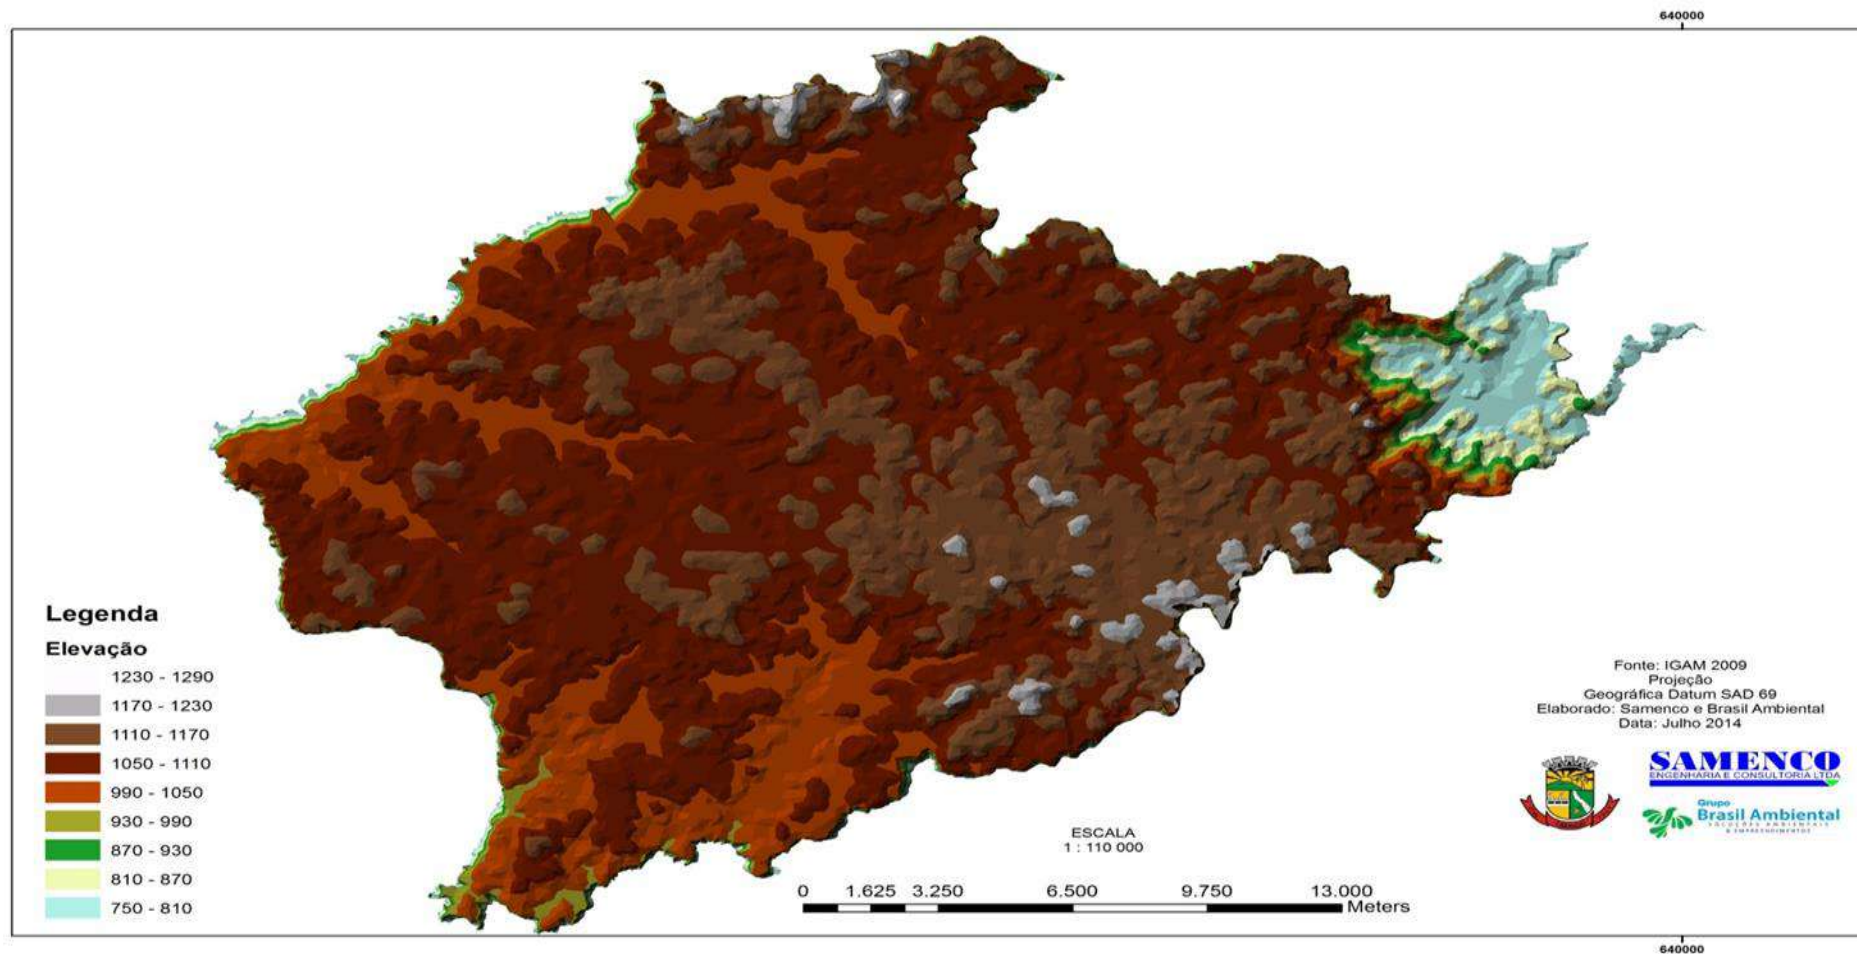 640000
Legenda
Elevação
1230 - 1290
1170 - 1230
1110 - 1170
1050 - 1110
990 - 1050
930 - 990
870 - 930
810 - 870
750 - 810
Fonte: IGAM 2009
Projeção
Geográfica Datum SAD 69
Elaborado: Samenco e Brasil Ambiental
Data: Julho 2014
SAMENCO
ENGENHARIA E CONSULTORIA LTDA
Grupo
Brasil Ambiental
SOLUÇÕES AMBIENTAIS
& EMPREENDIMENTOS
ESCALA
1 : 110 000
0 1.625 3.250 6.500 9.750 13.000
Meters
640000